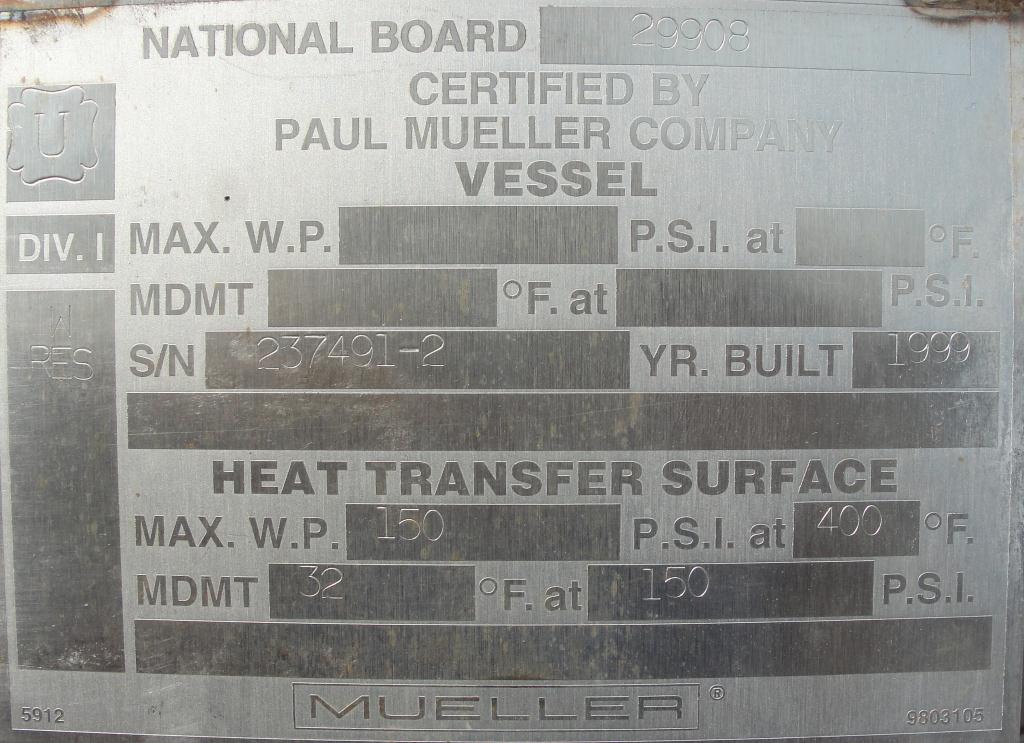 NATIONAL BOARD 29908
CERTIFIED BY
PAUL MUELLER COMPANY
VESSEL
U
DIV. I MAX. W.P. P.S.I. at °F.
MDMT °F. at P.S.I.
W
RES
S/N 237491-2 YR. BUILT 1999
HEAT TRANSFER SURFACE
MAX. W.P. 150 P.S.I. at 400 °F.
MDMT 32 °F. at 150 P.S.I.
MUELLER®
5912
9803105